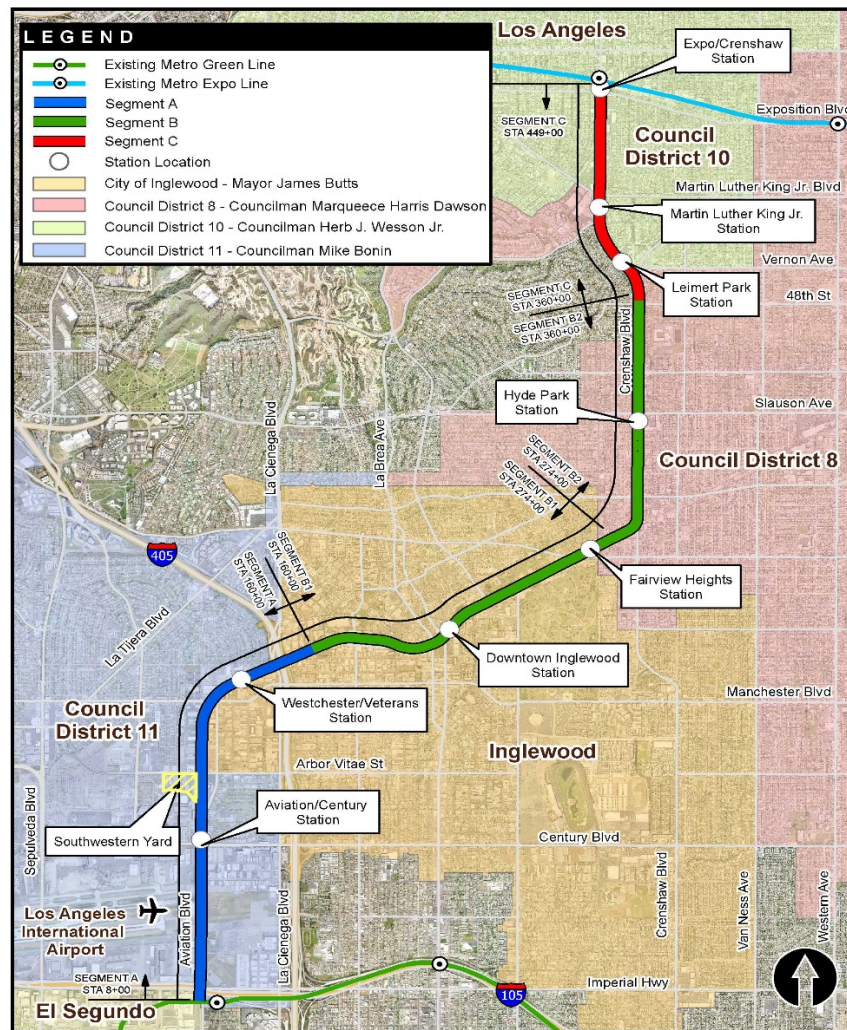 LEGEND
Existing Metro Green Line
Existing Metro Expo Line
Segment A
Segment B
Segment C
Station Location
City of Inglewood - Mayor James Butts
Council District 8 - Councilman Marqueece Harris Dawson
Council District 10 - Councilman Herb J. Wesson Jr.
Council District 11 - Councilman Mike Bonin
Los Angeles
Expo/Crenshaw
Station
Exposition Blvd
SEGMENT C
STA 449+00
Council
District 10
Martin Luther King Jr. Blvd
Martin Luther King Jr.
Station
Vernon Ave
Leimert Park
Station
48th St
SEGMENT C
STA 360+00
SEGMENT B2
STA 360+00
Crenshaw Blvd
Hyde Park
Station
Slauson Ave
La Cienega Blvd
La Brea Ave
Council District 8
SEGMENT B2
STA 274+00
SEGMENT B1
STA 274+00
405
SEGMENT A
STA 160+00
SEGMENT B1
STA 160+00
Fairview Heights
Station
La Tijera Blvd
Downtown Inglewood
Station
Manchester Blvd
Westchester/Veterans
Station
Council
District 11
Inglewood
Arbor Vitae St
Aviation/Century
Station
Southwestern Yard
Century Blvd
Sepulveda Blvd
Aviation Blvd
La Cienega Blvd
Crenshaw Blvd
Van Ness Ave
Western Ave
Los Angeles
International
Airport
SEGMENT A
STA 8+00
Imperial Hwy
105
El Segundo